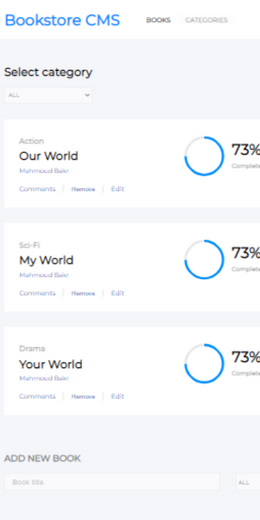 Bookstore CMS
BOOKS CATEGORIES
Select category
ALL
Action
Our World
Mahmoud Bakr
Comments Remove Edit
73%
Complete
Sci-Fi
My World
Mahmoud Bakr
Comments Remove Edit
73%
Complete
Drama
Your World
Mahmoud Bakr
Comments Remove Edit
73%
Complete
ADD NEW BOOK
Book title
ALL